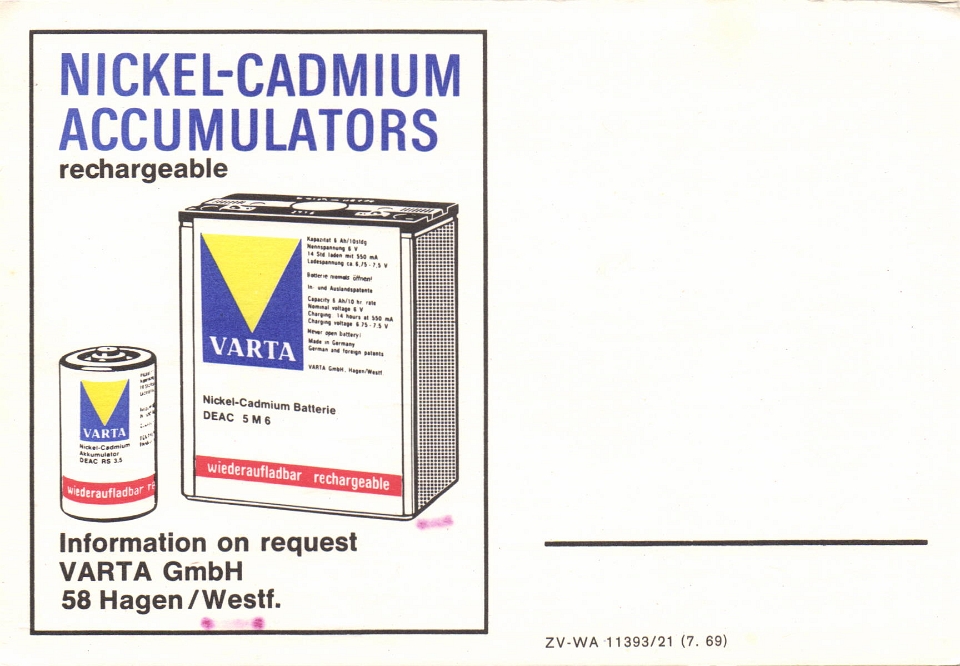 NICKEL-CADMIUM
ACCUMULATORS
rechargeable
VARTA
Kapazität 6 Ah/10stdg.
Nennspannung 6 V
14 Std laden mit 550 mA
Ladespannung ca. 6,75 - 7,5 V
Batterie niemals öffnen!
In- und Auslandspatente
Capacity 6 Ah/10 hr rate
Nominal voltage 6 V
Charging 14 hours at 550 mA
Charging voltage 6.75 - 7.5 V
Never open battery!
Made in Germany
German and foreign patents
VARTA GmbH. Hagen/Westf.
Nickel-Cadmium Batterie
DEAC 5 M 6
wiederaufladbar rechargeable
VARTA
Nickel-Cadmium
Akkumulator
DEAC RS 3.5
wiederaufladbar re
Information on request
VARTA GmbH
58 Hagen/Westf.
ZV-WA 11393/21 (7. 69)